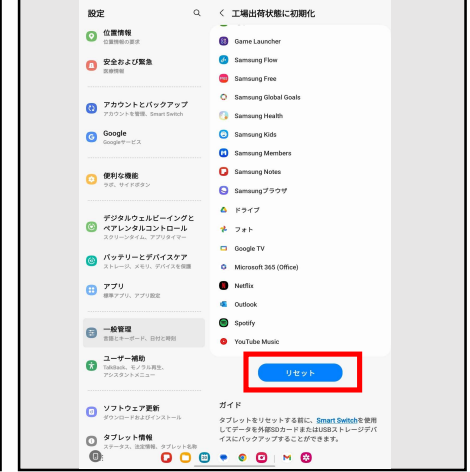 設定
位置情報
位置情報の要求
安全および緊急
医療情報
アカウントとバックアップ
アカウントを管理、Smart Switch
Google
Googleサービス
便利な機能
ラボ、サイドボタン
デジタルウェルビーイングと
ペアレンタルコントロール
スクリーンタイム、アプリタイマー
バッテリーとデバイスケア
ストレージ、メモリ、デバイスを保護
アプリ
標準アプリ、アプリ設定
一般管理
言語とキーボード、日付と時刻
ユーザー補助
TalkBack、モノラル再生、
アシスタントメニュー
ソフトウェア更新
ダウンロードおよびインストール
タブレット情報
ステータス、法定情報、タブレット名称
工場出荷状態に初期化
Game Launcher
Samsung Flow
Samsung Free
Samsung Global Goals
Samsung Health
Samsung Kids
Samsung Members
Samsung Notes
Samsungブラウザ
ドライブ
フォト
Google TV
Microsoft 365 (Office)
Netflix
Outlook
Spotify
YouTube Music
リセット
ガイド
タブレットをリセットする前に、Smart Switchを使用
してデータを外部SDカードまたはUSBストレージデバ
イスにバックアップすることができます。